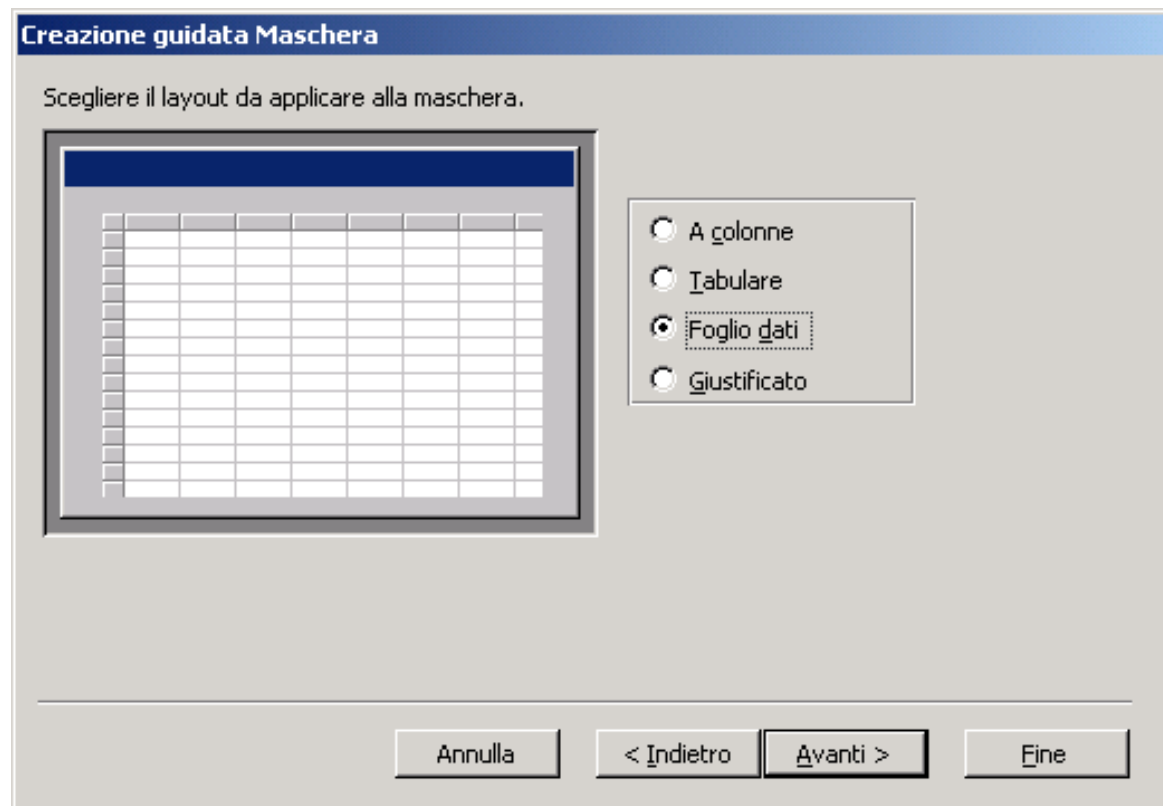 Creazione guidata Maschera
Scegliere il layout da applicare alla maschera.
A colonne
Tabulare
Foglio dati
Giustificato
Annulla
< Indietro
Avanti >
Fine